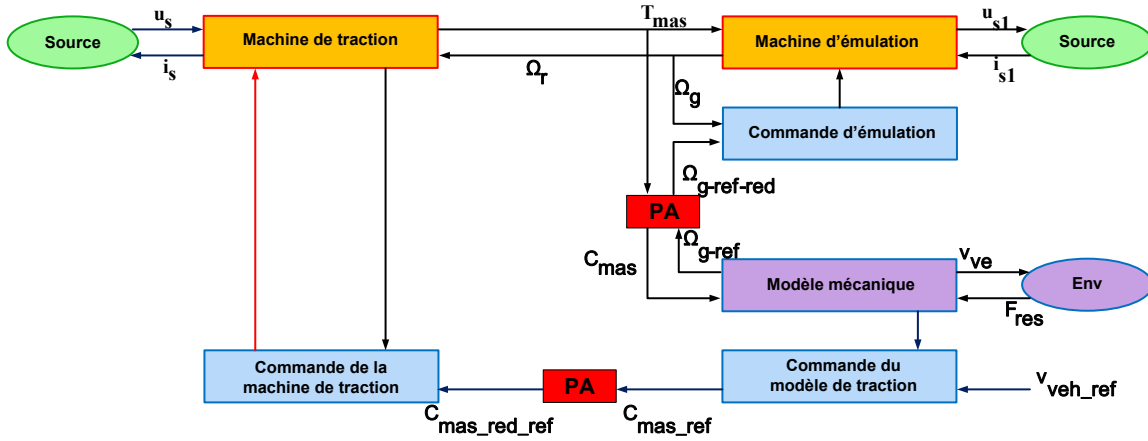 u_s
T_mas
u_s1
Source
Machine de traction
Machine d'émulation
Source
i_s
Ω_r
i_s1
Ω_g
Commande d'émulation
Ω_g-ref-red
PA
Ω_g-ref
C_mas
v_ve
Modèle mécanique
Env
F_res
Commande de la
machine de traction
PA
Commande du
modèle de traction
v_veh_ref
C_mas_red_ref
C_mas_ref